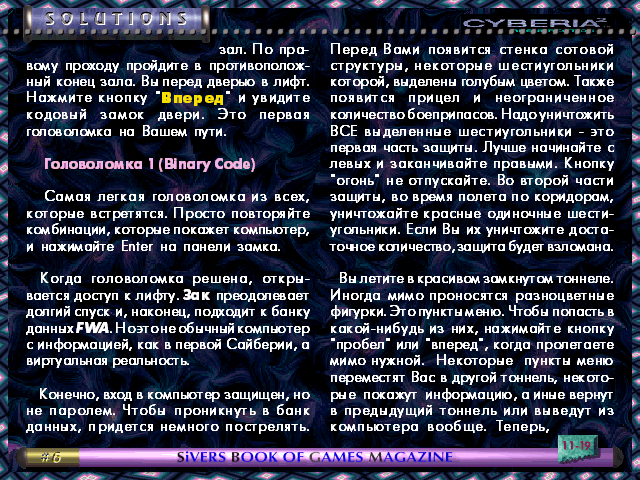 SOLUTIONS
CYBERIA 2
зал. По пра-
вому проходу пройдите в противополож-
ный конец зала. Вы перед дверью в лифт.
Нажмите кнопку "Вперед" и увидите
кодовый замок двери. Это первая
головоломка на Вашем пути.
Головоломка 1 (Binary Code)
Самая легкая головоломка из всех,
которые встретятся. Просто повторяйте
комбинации, которые покажет компьютер,
и нажимайте Enter на панели замка.
Когда головоломка решена, откры-
вается доступ к лифту. Зак преодолевает
долгий спуск и, наконец, подходит к банку
данных FWA. Но это не обычный компьютер
с информацией, как в первой Сайберии, а
виртуальная реальность.
Конечно, вход в компьютер защищен, но
не паролем. Чтобы проникнуть в банк
данных, придется немного пострелять.
Перед Вами появится стенка сотовой
структуры, некоторые шестиугольники
которой, выделены голубым цветом. Также
появится прицел и неограниченное
количество боеприпасов. Надо уничтожить
ВСЕ выделенные шестиугольники - это
первая часть защиты. Лучше начинайте с
левых и заканчивайте правыми. Кнопку
"огонь" не отпускайте. Во второй части
защиты, во время полета по коридорам,
уничтожайте красные одиночные шести-
угольники. Если Вы их уничтожите доста-
точное количество, защита будет взломана.
Вы летите в красивом замкнутом тоннеле.
Иногда мимо проносятся разноцветные
фигурки. Это пункты меню. Чтобы попасть в
какой-нибудь из них, нажимайте кнопку
"пробел" или "вперед", когда пролетаете
мимо нужной. Некоторые пункты меню
переместят Вас в другой тоннель, некото-
рые покажут информацию, а иные вернут
в предыдущий тоннель или выведут из
компьютера вообще. Теперь,
11-19
#6
SiVERS BOOK OF GAMES MAGAZINE